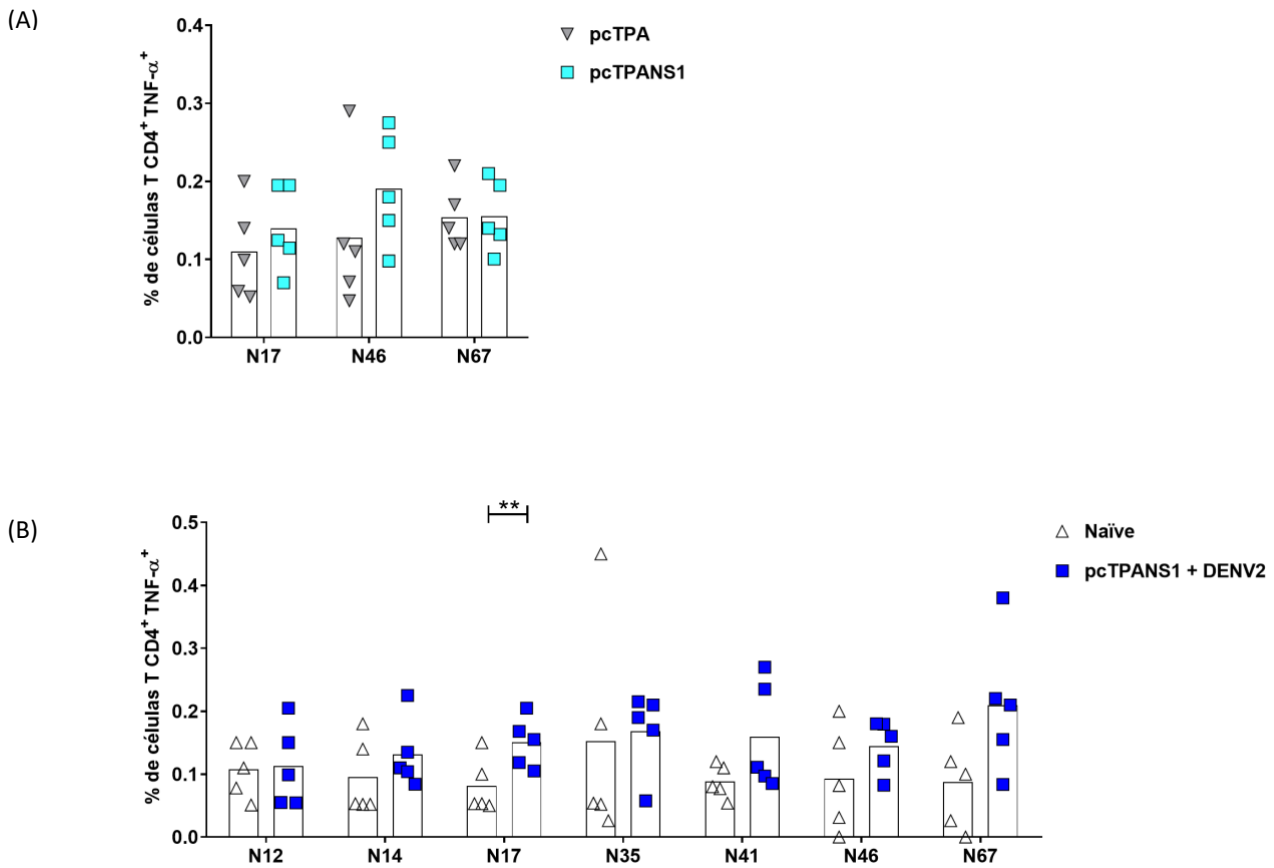 (A)
% de células T CD4+ TNF-α+
0.4
0.3
0.2
0.1
0.0
N17 N46 N67
pcTPA
pcTPANS1
(B)
% de células T CD4+ TNF-α+
0.5
0.4
0.3
0.2
0.1
0.0
**
N12 N14 N17 N35 N41 N46 N67
Naïve
pcTPANS1 + DENV2